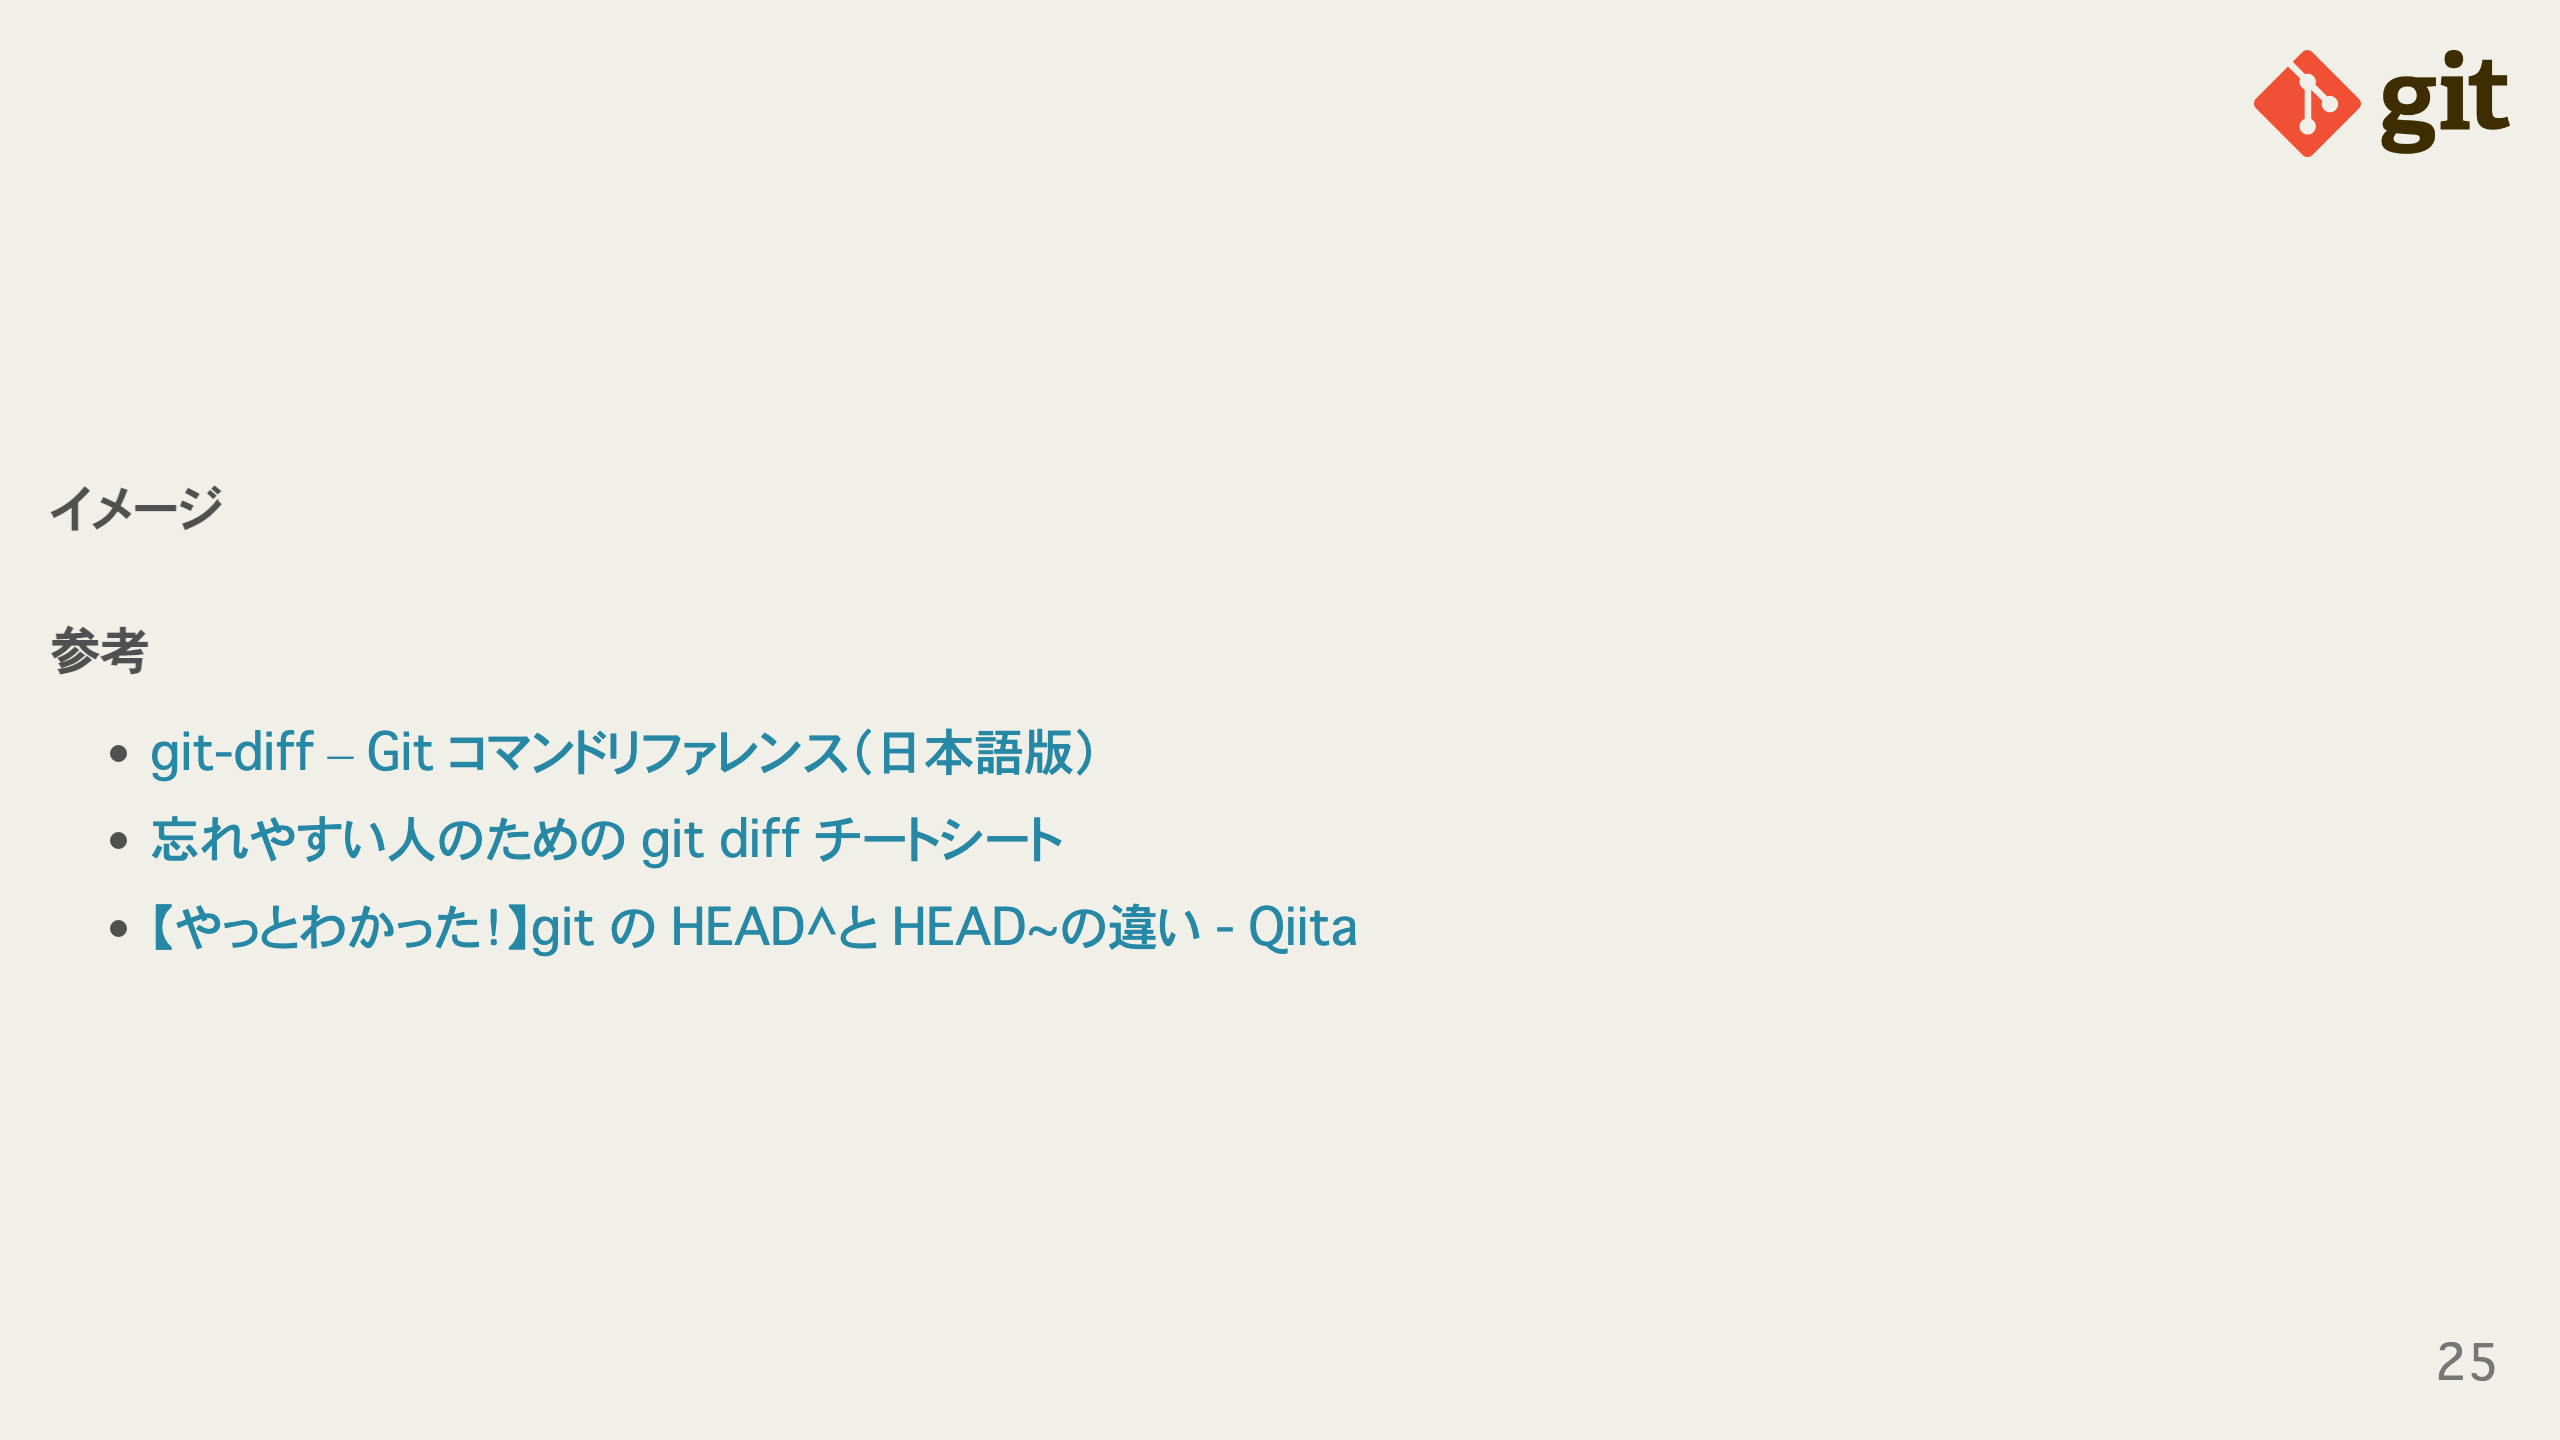 git
イメージ
参考
• git-diff – Git コマンドリファレンス（日本語版）
• 忘れやすい人のための git diff チートシート
• 【やっとわかった！】git の HEAD^と HEAD~の違い - Qiita
25